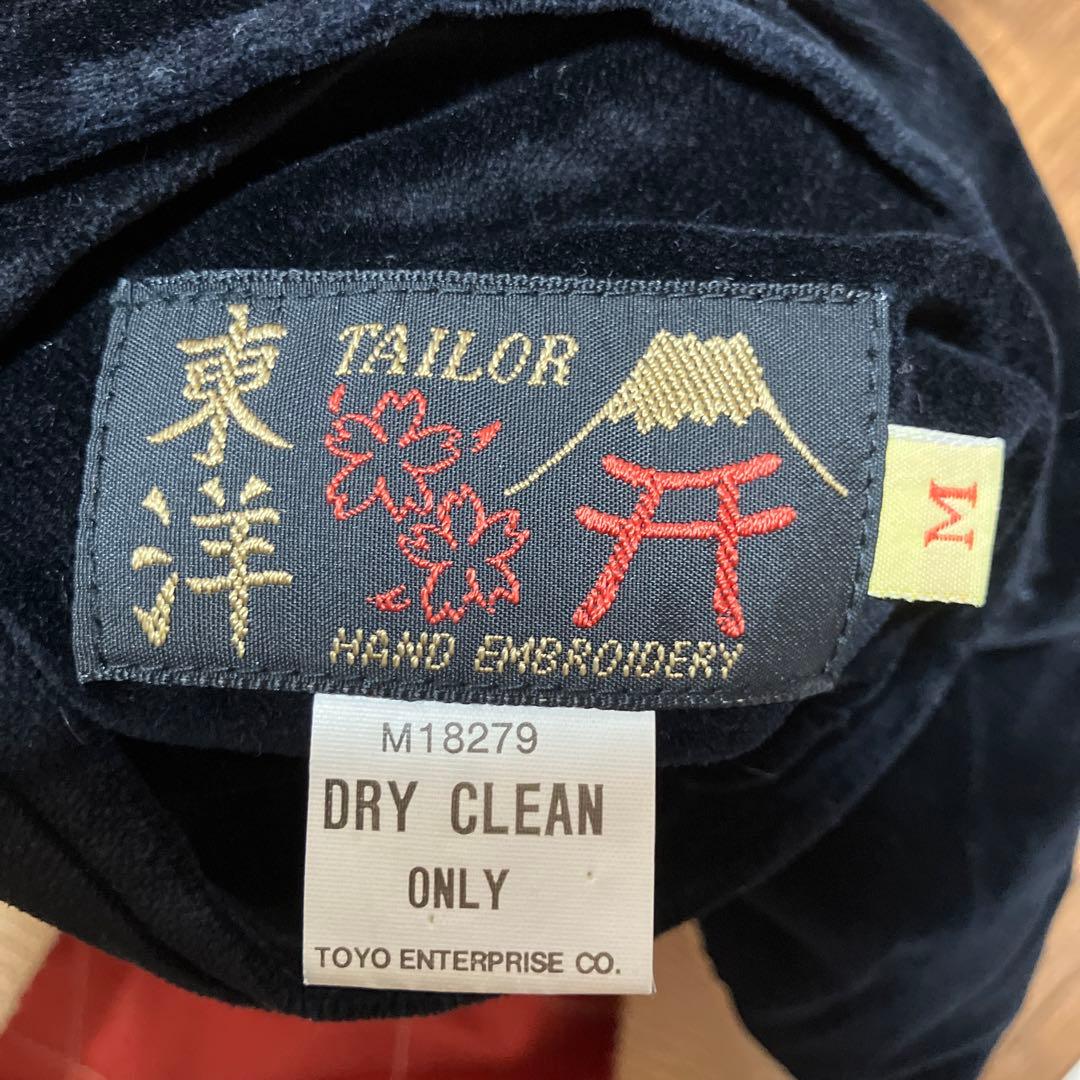 東洋
TAILOR
HAND EMBROIDERY
M
M18279
DRY CLEAN
ONLY
TOYO ENTERPRISE CO.